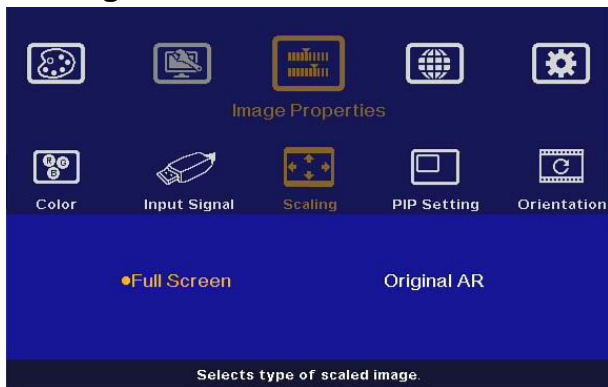 Image Properties
R G B
Color Input Signal Scaling PIP Setting Orientation
C
●Full Screen Original AR
Selects type of scaled image.